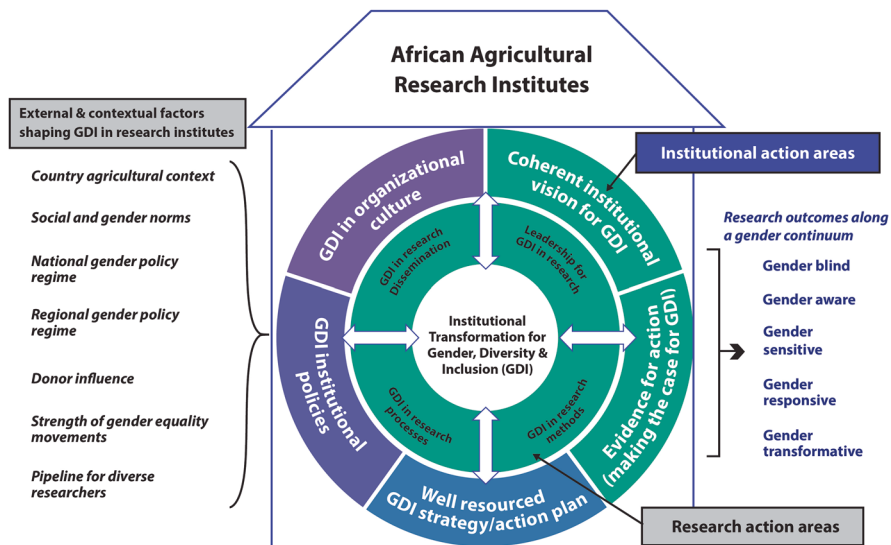 African Agricultural
Research Institutes
External & contextual factors
shaping GDI in research institutes
Country agricultural context
Social and gender norms
National gender policy
regime
Regional gender policy
regime
Donor influence
Strength of gender equality
movements
Pipeline for diverse
researchers
GDI in organizational
culture
Coherent institutional
vision for GDI
Evidence for action
(making the case for GDI)
Well resourced
GDI strategy/action plan
GDI institutional
policies
GDI in research
Dissemination
Leadership for
GDI in research
GDI in research
methods
GDI in research
processes
Institutional
Transformation for
Gender, Diversity &
Inclusion (GDI)
Institutional action areas
Research outcomes along
a gender continuum
Gender blind
Gender aware
Gender
sensitive
Gender
responsive
Gender
transformative
Research action areas